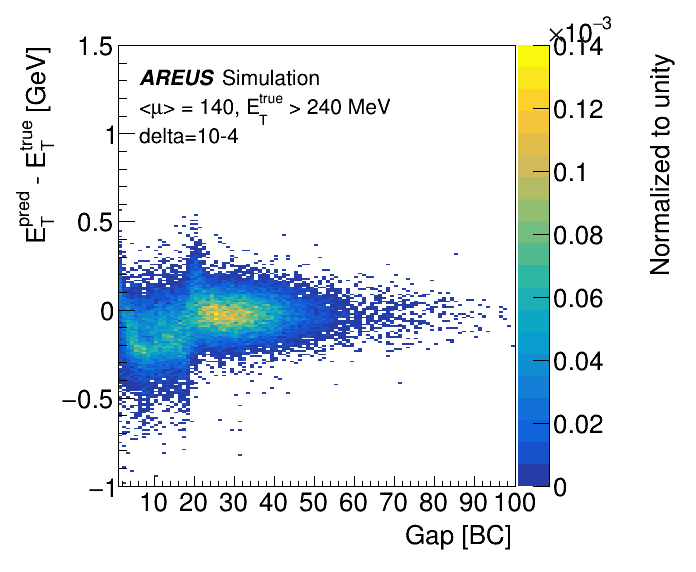 ×10⁻³
AREUS Simulation
<μ> = 140, E_T^true > 240 MeV
delta=10-4
E_T^pred - E_T^true [GeV]
1.5
1
0.5
0
−0.5
−1
10 20 30 40 50 60 70 80 90 100
Gap [BC]
0.14
0.12
0.1
0.08
0.06
0.04
0.02
0
Normalized to unity